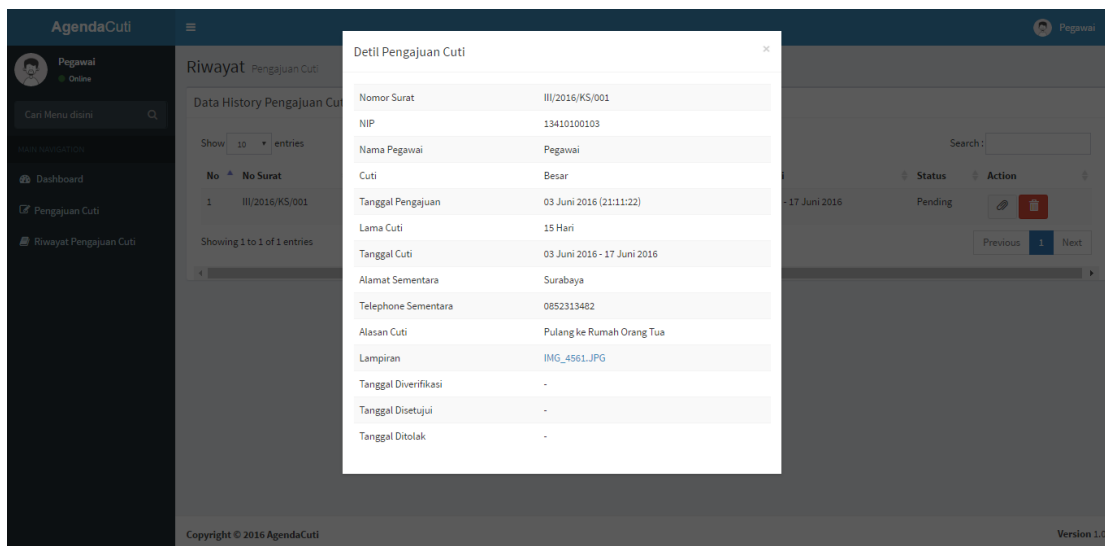 AgendaCuti
Pegawai
Pegawai
Online
Cari Menu disini
MAIN NAVIGATION
Dashboard
Pengajuan Cuti
Riwayat Pengajuan Cuti
Riwayat Pengajuan Cuti
Data History Pengajuan Cut
Show 10 entries
Search :
No No Surat i Status Action
1 III/2016/KS/001 - 17 Juni 2016 Pending
Showing 1 to 1 of 1 entries
Previous 1 Next
Detil Pengajuan Cuti ×
Nomor Surat III/2016/KS/001
NIP 13410100103
Nama Pegawai Pegawai
Cuti Besar
Tanggal Pengajuan 03 Juni 2016 (21:11:22)
Lama Cuti 15 Hari
Tanggal Cuti 03 Juni 2016 - 17 Juni 2016
Alamat Sementara Surabaya
Telephone Sementara 0852313482
Alasan Cuti Pulang ke Rumah Orang Tua
Lampiran IMG_4561.JPG
Tanggal Diverifikasi -
Tanggal Disetujui -
Tanggal Ditolak -
Copyright © 2016 AgendaCuti
Version 1.0